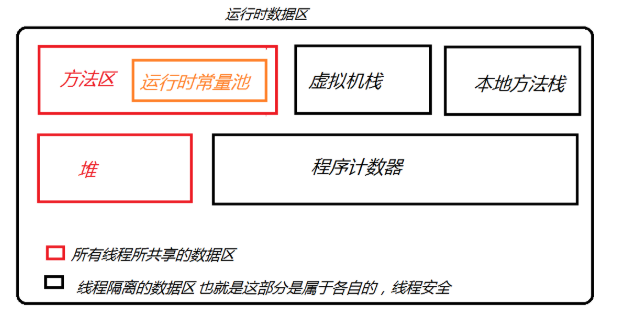 运行时数据区
方法区
运行时常量池
虚拟机栈
本地方法栈
堆
程序计数器
所有线程所共享的数据区
线程隔离的数据区 也就是这部分是属于各自的，线程安全